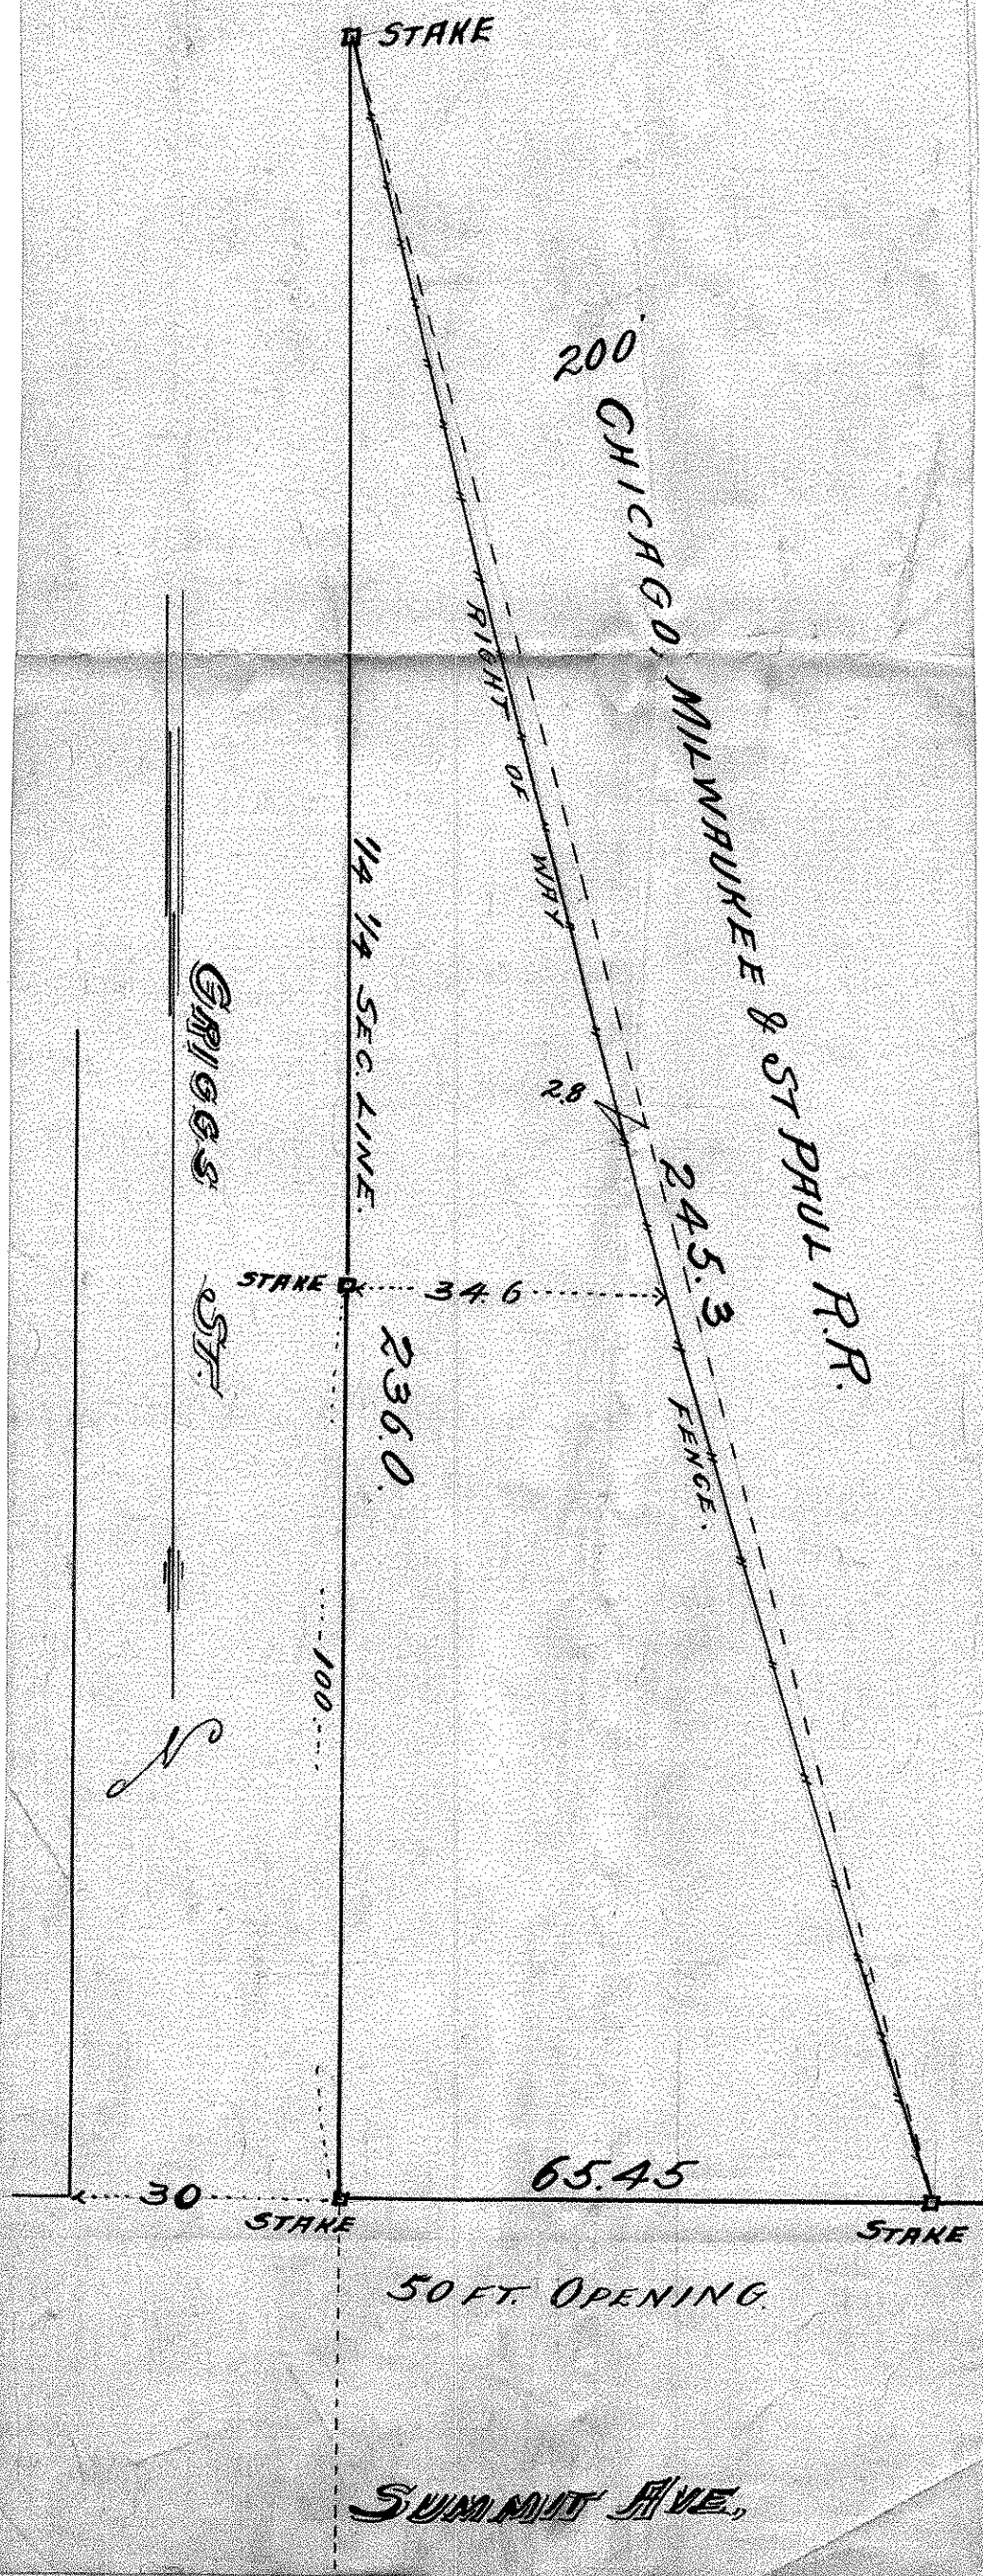 STAKE
200'
CHICAGO, MILWAUKEE & ST PAUL R.R.
RIGHT OF WAY
1/4 1/4 SEC. LINE.
GRIGGS ST.
2.8
245.3
STAKE
34.6
236.0.
FENCE.
100.
N
65.45
30
STAKE
STAKE
50 FT. OPENING.
SUMMIT AVE.,